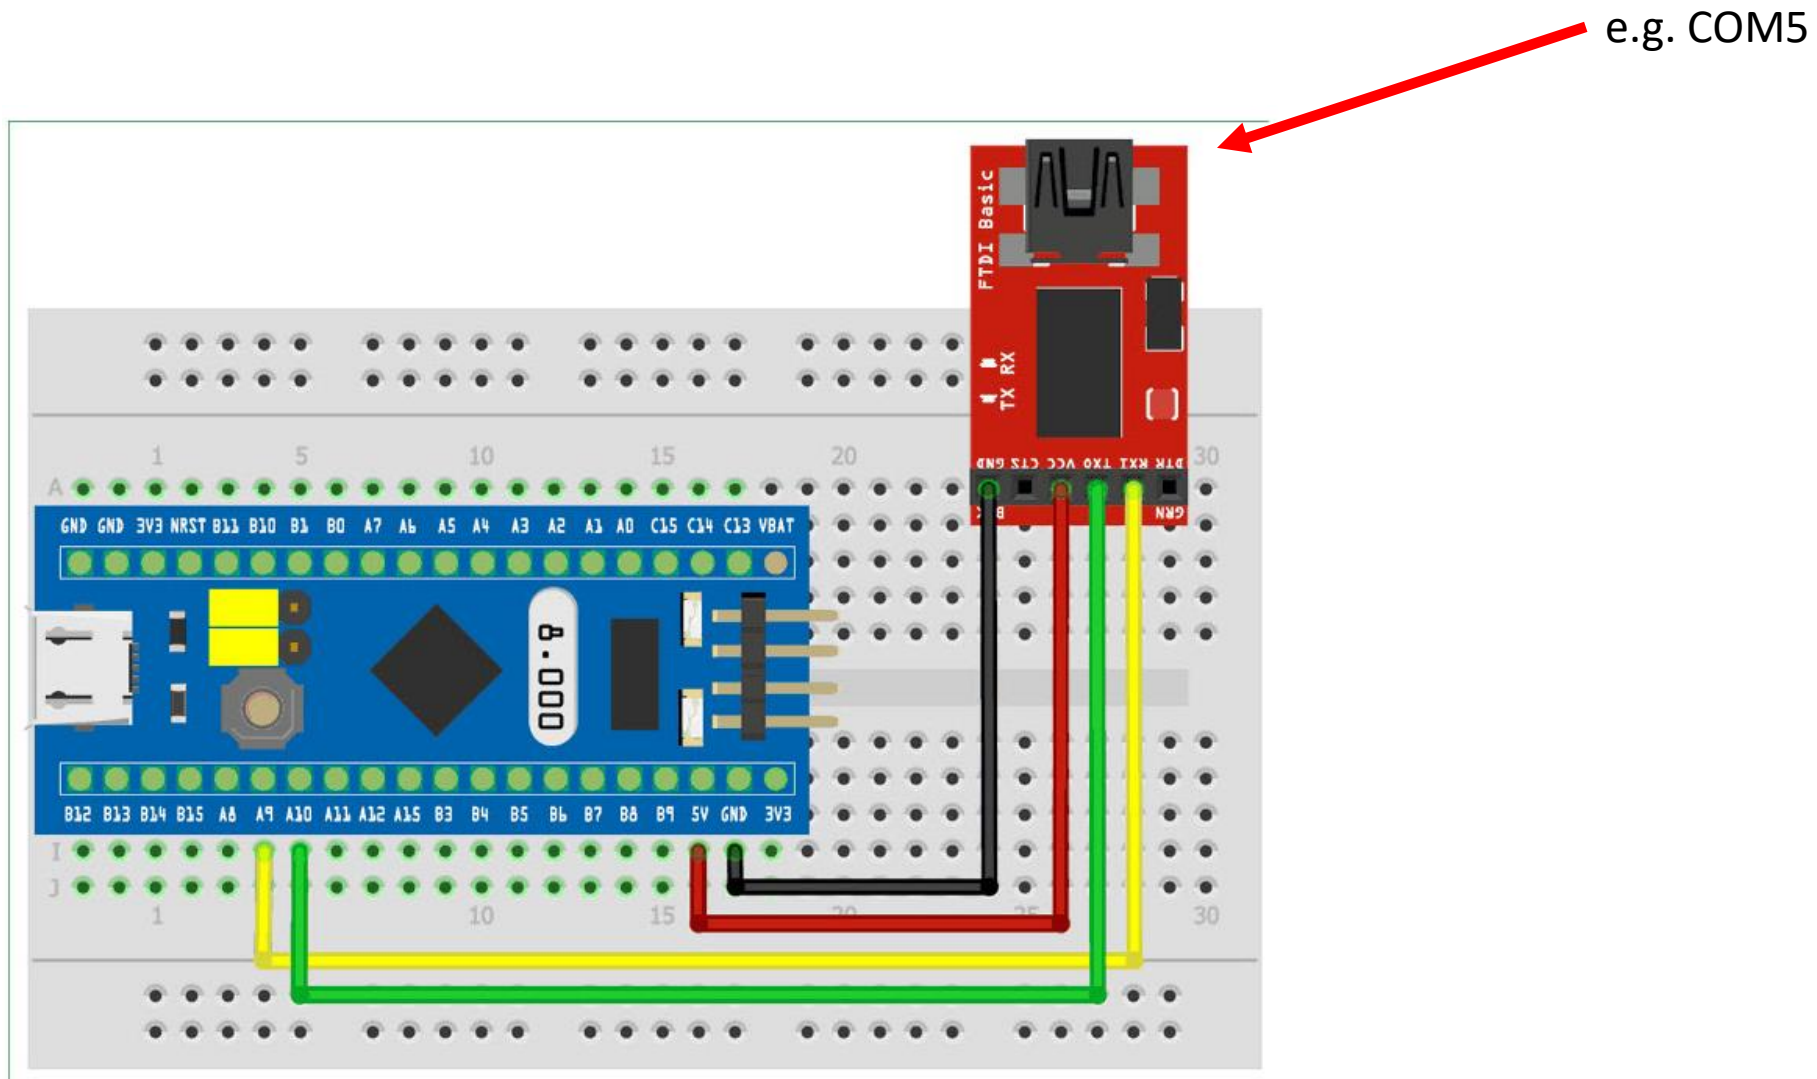 e.g. COM5
FTDI Basic
RX
TX
1 5 10 15 20 30
A
GND CTS VCC TXO RXI DTR
GRN
GND GND 3V3 NRST B11 B10 B1 B0 A7 A6 A5 A4 A3 A2 A1 A0 C15 C14 C13 VBAT
8.000
B12 B13 B14 B15 A8 A9 A10 A11 A12 A15 B3 B4 B5 B6 B7 B8 B9 5V GND 3V3
I
J
1 10 15 20 25 30